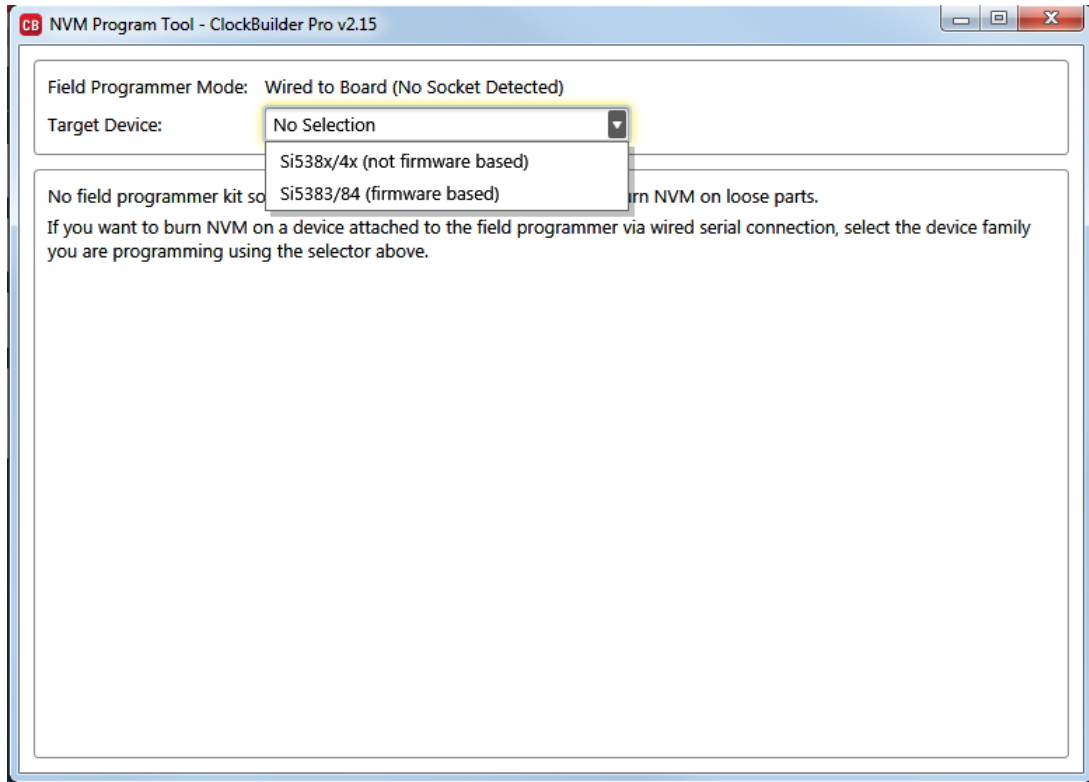 CB NVM Program Tool - ClockBuilder Pro v2.15
Field Programmer Mode: Wired to Board (No Socket Detected)
Target Device: No Selection
Si538x/4x (not firmware based)
Si5383/84 (firmware based)
No field programmer kit so rn NVM on loose parts.
If you want to burn NVM on a device attached to the field programmer via wired serial connection, select the device family
you are programming using the selector above.